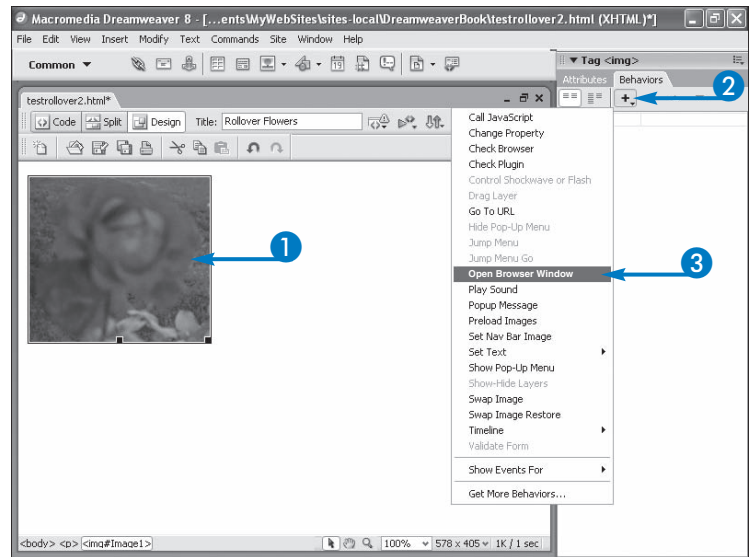 Macromedia Dreamweaver 8 - [...ents\MyWebSites\sites-local\DreamweaverBook\testrollover2.html (XHTML)*]
File Edit View Insert Modify Text Commands Site Window Help
Common
Tag <img>
Attributes Behaviors
2
testrollover2.html*
Code Split Design Title: Rollover Flowers
Call JavaScript
Change Property
Check Browser
Check Plugin
Control Shockwave or Flash
Drag Layer
Go To URL
Hide Pop-Up Menu
Jump Menu
Jump Menu Go
Open Browser Window
Play Sound
Popup Message
Preload Images
Set Nav Bar Image
Set Text
Show Pop-Up Menu
Show-Hide Layers
Swap Image
Swap Image Restore
Timeline
Validate Form
Show Events For
Get More Behaviors...
1
3
<body> <p> <img#Image1>
100% 578 x 405 1K / 1 sec